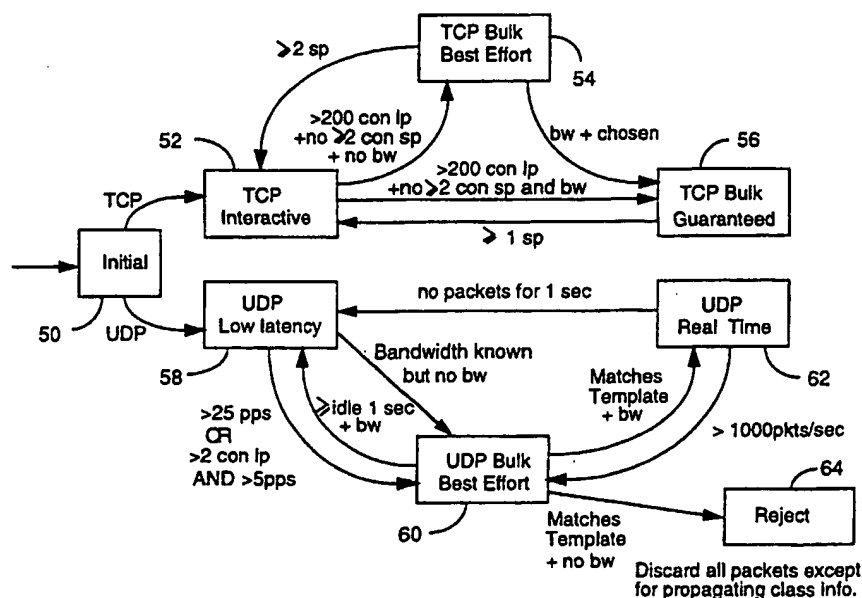 TCP Bulk
Best Effort
54
⩾2 sp
>200 con lp
+no ⩾2 con sp
+ no bw
bw + chosen
52
56
TCP
Interactive
>200 con lp
+no ⩾2 con sp and bw
TCP Bulk
Guaranteed
⩾ 1 sp
TCP
Initial
50
UDP
UDP
Low latency
58
no packets for 1 sec
UDP
Real Time
62
Bandwidth known
but no bw
⩾idle 1 sec
+ bw
Matches
Template
+ bw
> 1000pkts/sec
>25 pps
OR
>2 con lp
AND >5pps
UDP Bulk
Best Effort
60
Matches
Template
+ no bw
64
Reject
Discard all packets except
for propagating class info.